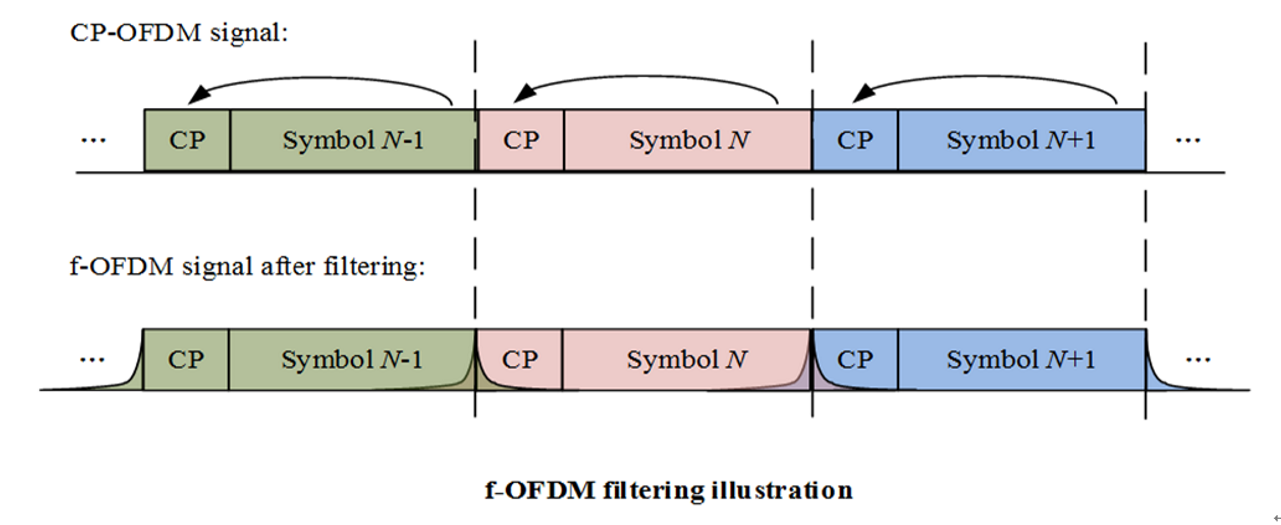 CP-OFDM signal:
... CP Symbol N-1 CP Symbol N CP Symbol N+1 ...
f-OFDM signal after filtering:
... CP Symbol N-1 CP Symbol N CP Symbol N+1 ...
f-OFDM filtering illustration